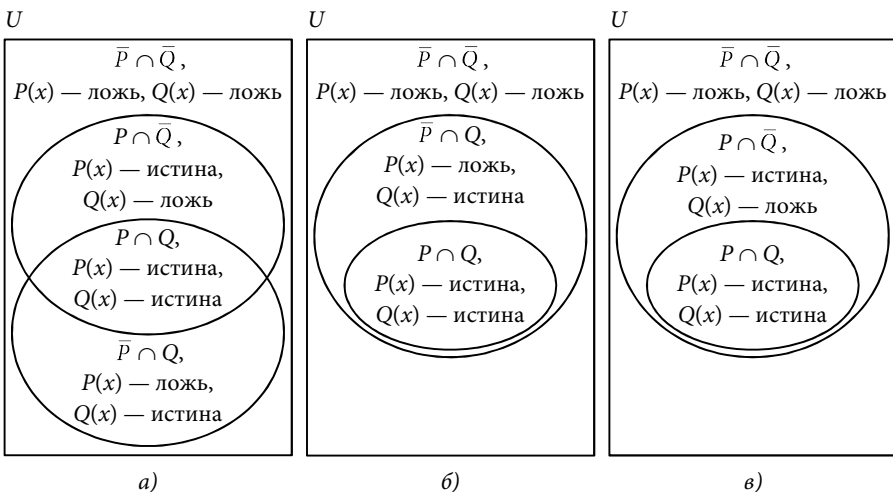 U
P̅ ∩ Q̅,
P(x) — ложь, Q(x) — ложь
P ∩ Q̅,
P(x) — истина,
Q(x) — ложь
P ∩ Q,
P(x) — истина,
Q(x) — истина
P̅ ∩ Q,
P(x) — ложь,
Q(x) — истина
а)
U
P̅ ∩ Q̅,
P(x) — ложь, Q(x) — ложь
P̅ ∩ Q,
P(x) — ложь,
Q(x) — истина
P ∩ Q,
P(x) — истина,
Q(x) — истина
б)
U
P̅ ∩ Q̅,
P(x) — ложь, Q(x) — ложь
P ∩ Q̅,
P(x) — истина,
Q(x) — ложь
P ∩ Q,
P(x) — истина,
Q(x) — истина
в)